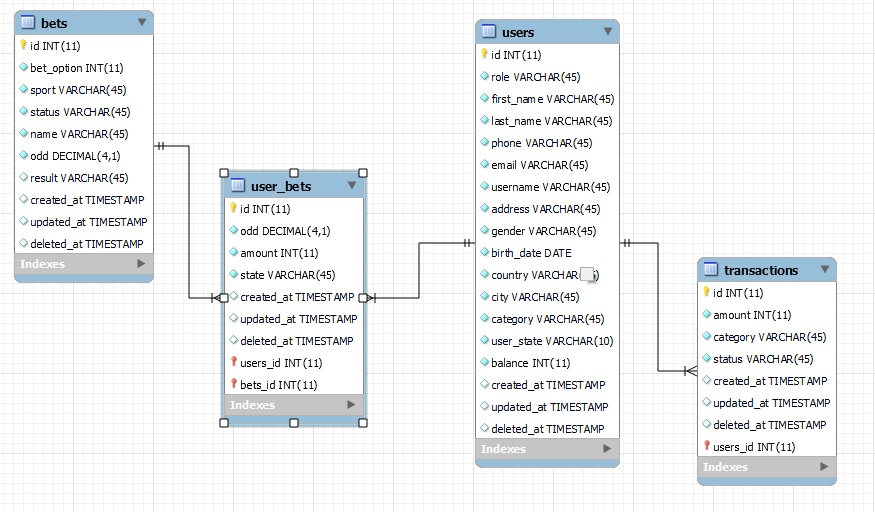 bets
id INT(11)
bet_option INT(11)
sport VARCHAR(45)
status VARCHAR(45)
name VARCHAR(45)
odd DECIMAL(4,1)
result VARCHAR(45)
created_at TIMESTAMP
updated_at TIMESTAMP
deleted_at TIMESTAMP
Indexes
user_bets
id INT(11)
odd DECIMAL(4,1)
amount INT(11)
state VARCHAR(45)
created_at TIMESTAMP
updated_at TIMESTAMP
deleted_at TIMESTAMP
users_id INT(11)
bets_id INT(11)
Indexes
users
id INT(11)
role VARCHAR(45)
first_name VARCHAR(45)
last_name VARCHAR(45)
phone VARCHAR(45)
email VARCHAR(45)
username VARCHAR(45)
address VARCHAR(45)
gender VARCHAR(45)
birth_date DATE
country
city VARCHAR(45)
category VARCHAR(45)
user_state VARCHAR(10)
balance INT(11)
created_at TIMESTAMP
updated_at TIMESTAMP
deleted_at TIMESTAMP
Indexes
transactions
id INT(11)
amount INT(11)
category VARCHAR(45)
status VARCHAR(45)
created_at TIMESTAMP
updated_at TIMESTAMP
deleted_at TIMESTAMP
users_id INT(11)
Indexes